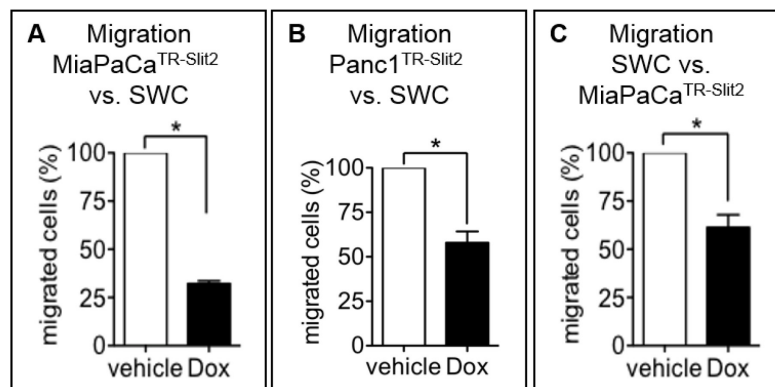 A Migration
MiaPaCaTR-Slit2
vs. SWC
*
migrated cells (%)
100
75
50
25
0
vehicle Dox
B Migration
Panc1TR-Slit2
vs. SWC
*
migrated cells (%)
100
75
50
25
0
vehicle Dox
C Migration
SWC vs.
MiaPaCaTR-Slit2
*
migrated cells (%)
100
75
50
25
0
vehicle Dox